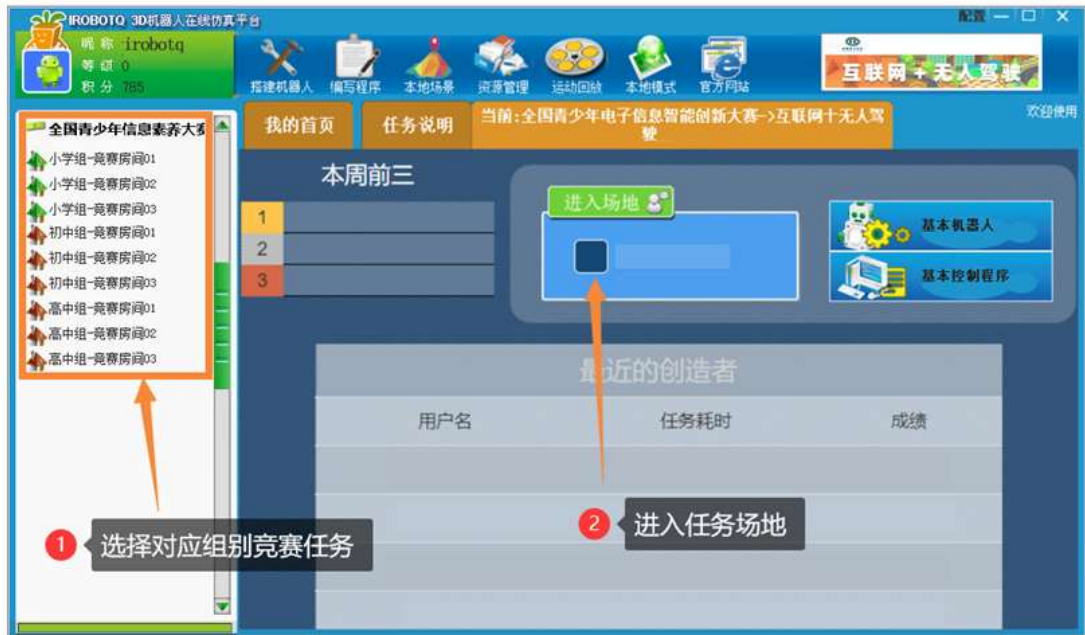 IROBOTQ 3D机器人在线仿真平台
配置
昵 称 irobotq
等 级 0
积 分 785
搭建机器人
编写程序
本地场景
资源管理
运动回放
本地模式
官方网站
互联网+无人驾驶
全国青少年信息素养大赛
我的首页
任务说明
当前:全国青少年电子信息智能创新大赛->互联网十无人驾
驶
欢迎使用
小学组-竞赛房间01
小学组-竞赛房间02
小学组-竞赛房间03
初中组-竞赛房间01
初中组-竞赛房间02
初中组-竞赛房间03
高中组-竞赛房间01
高中组-竞赛房间02
高中组-竞赛房间03
本周前三
1
2
3
进入场地
基本机器人
基本控制程序
最近的创造者
用户名
任务耗时
成绩
1 选择对应组别竞赛任务
2 进入任务场地